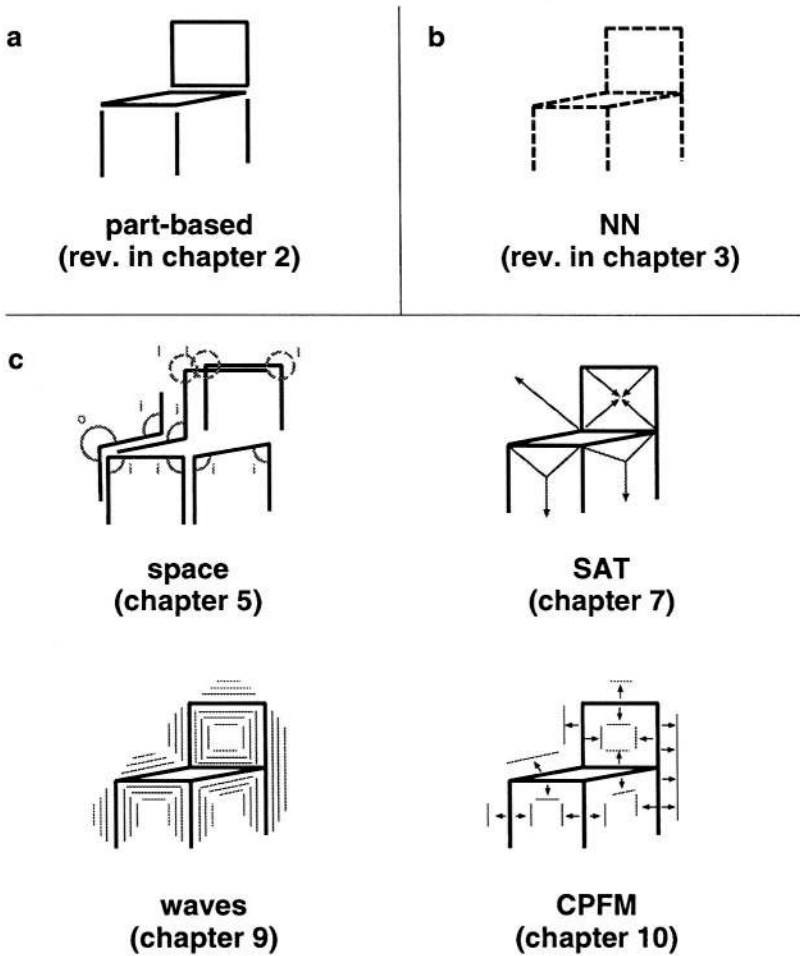 a
b
part-based
(rev. in chapter 2)
NN
(rev. in chapter 3)
c
i i i
o i i
i i i i
space
(chapter 5)
SAT
(chapter 7)
waves
(chapter 9)
CPFM
(chapter 10)